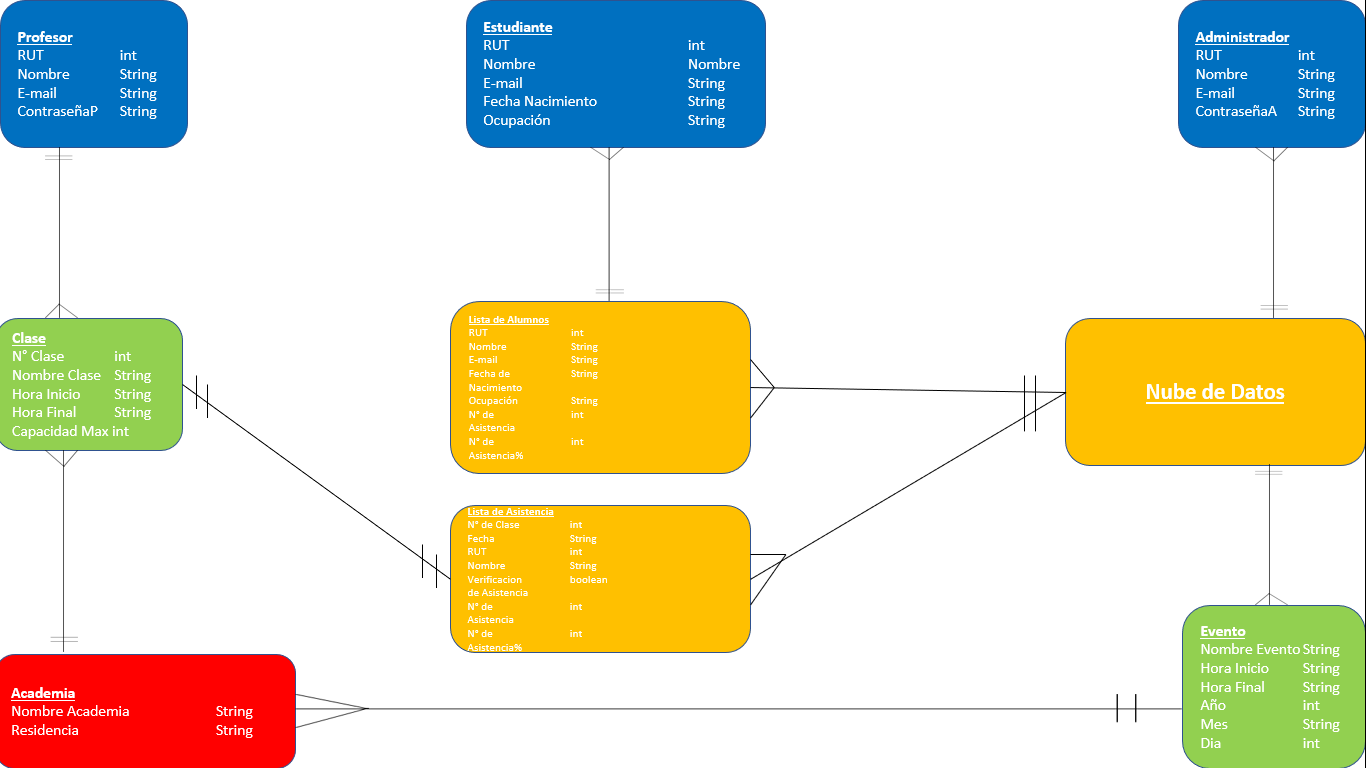 Profesor
RUT int
Nombre String
E-mail String
ContraseñaP String
Estudiante
RUT int
Nombre Nombre
E-mail String
Fecha Nacimiento String
Ocupación String
Administrador
RUT int
Nombre String
E-mail String
ContraseñaA String
Clase
N° Clase int
Nombre Clase String
Hora Inicio String
Hora Final String
Capacidad Max int
Lista de Alumnos
RUT int
Nombre String
E-mail String
Fecha de String
Nacimiento
Ocupación String
N° de int
Asistencia
N° de int
Asistencia%
Nube de Datos
Lista de Asistencia
N° de Clase int
Fecha String
RUT int
Nombre String
Verificacion boolean
de Asistencia
N° de int
Asistencia
N° de int
Asistencia%
Academia
Nombre Academia String
Residencia String
Evento
Nombre Evento String
Hora Inicio String
Hora Final String
Año int
Mes String
Dia int